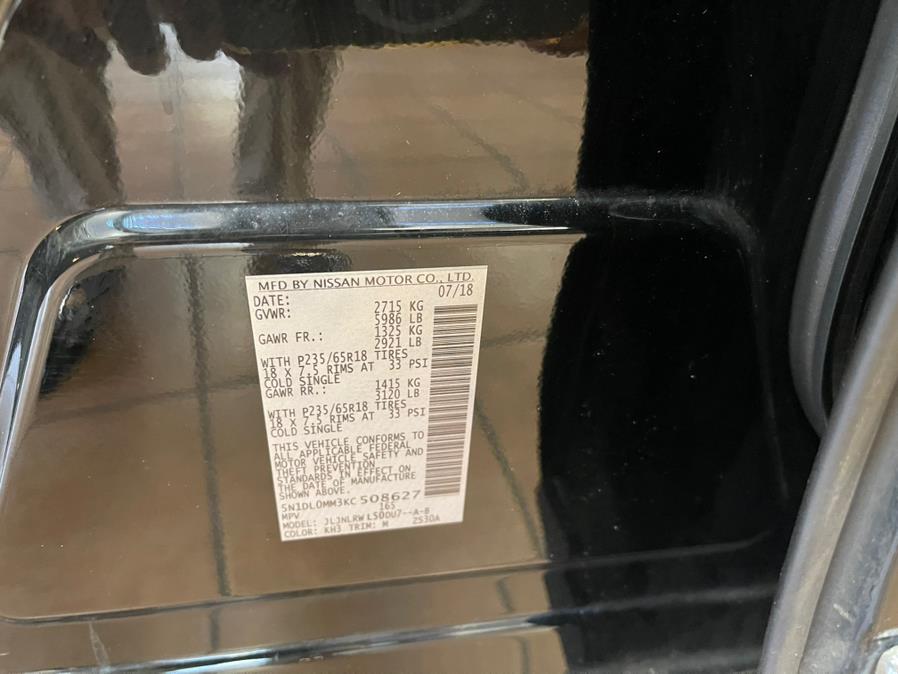 MFD BY NISSAN MOTOR CO., LTD.
DATE: 07/18
GVWR: 2715 KG
5986 LB
GAWR FR.: 1325 KG
2921 LB
WITH P235/65R18 TIRES
18 X 7.5 RIMS AT 33 PSI
COLD SINGLE
GAWR RR.: 1415 KG
3120 LB
WITH P235/65R18 TIRES
18 X 7.5 RIMS AT 33 PSI
COLD SINGLE
THIS VEHICLE CONFORMS TO
ALL APPLICABLE FEDERAL
MOTOR VEHICLE SAFETY AND
THEFT PREVENTION
STANDARDS IN EFFECT ON
THE DATE OF MANUFACTURE
SHOWN ABOVE.
5N1DL0MM3KC508627
MPV 165
MODEL: JLJNLRWL50DU7--A-B
COLOR: KH3 TRIM: M 2S30A